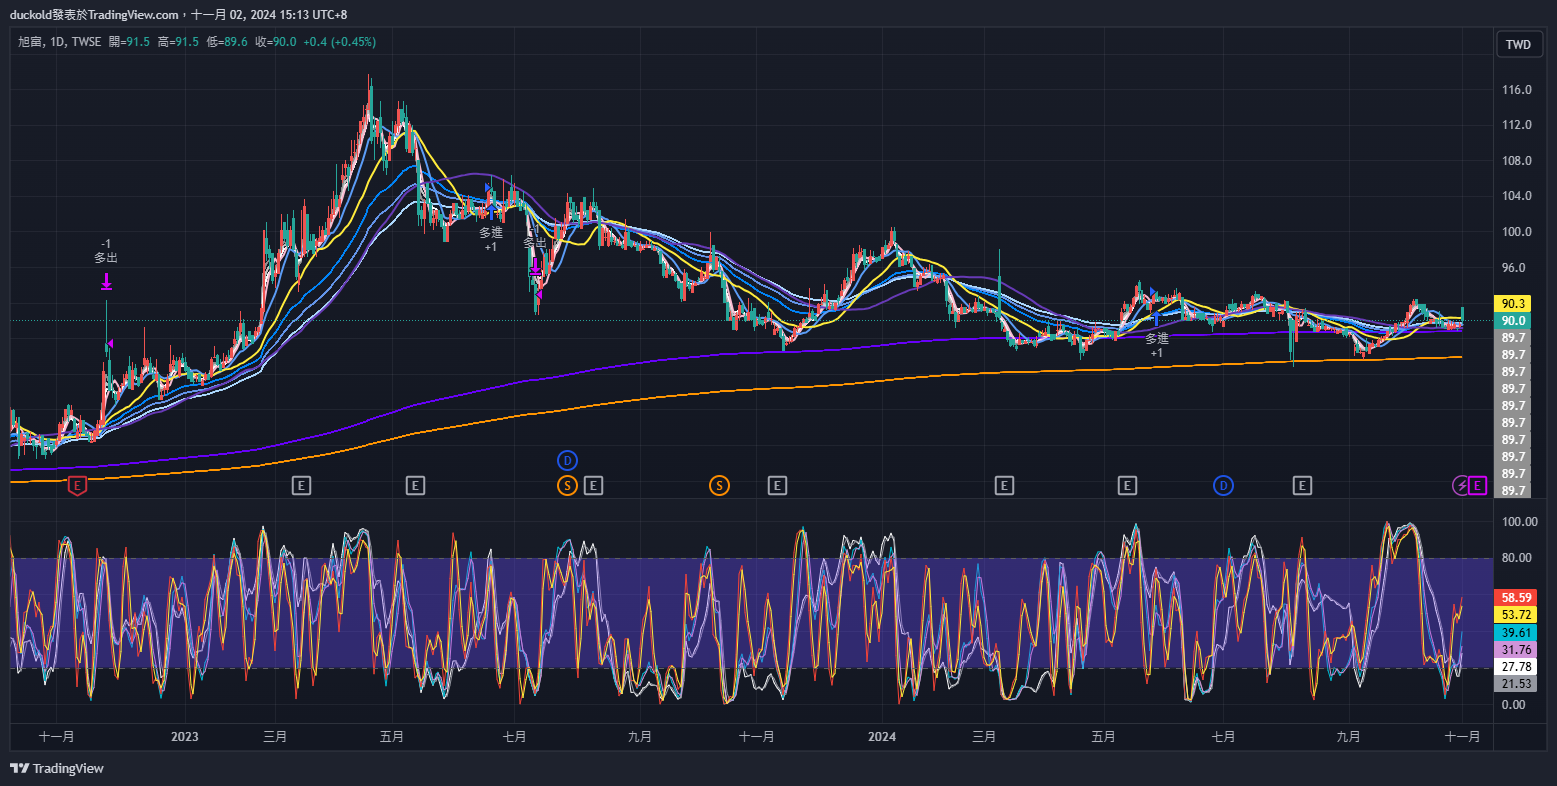 duckold發表於TradingView.com，十一月 02, 2024 15:13 UTC+8
旭富, 1D, TWSE 開=91.5 高=91.5 低=89.6 收=90.0 +0.4 (+0.45%)
TWD
116.0
112.0
108.0
104.0
100.0
96.0
90.3
90.0
89.7
89.7
89.7
89.7
89.7
89.7
89.7
89.7
89.7
89.7
-1
多出
多進
+1
多出
多進
+1
D
E
E
E
S
E
S
E
E
E
D
E
E
100.00
80.00
58.59
53.72
39.61
31.76
27.78
21.53
0.00
十一月
2023
三月
五月
七月
九月
十一月
2024
三月
五月
七月
九月
十一月
TradingView